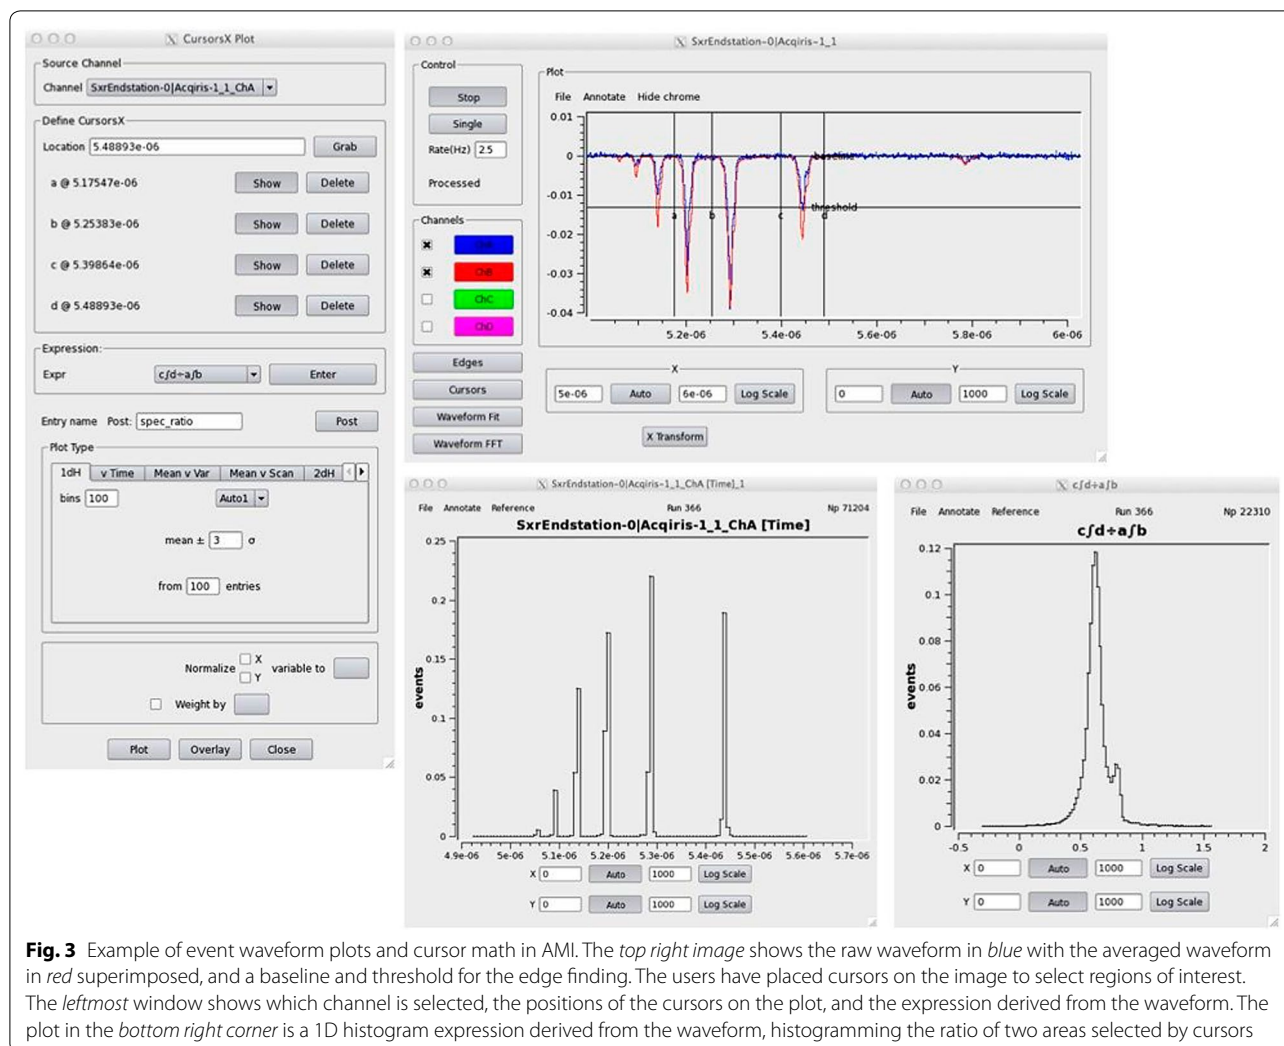 CursorsX Plot
Source Channel
Channel SxrEndstation-0|Acqiris-1_1_ChA
Define CursorsX
Location 5.48893e-06 Grab
a @ 5.17547e-06 Show Delete
b @ 5.25383e-06 Show Delete
c @ 5.39864e-06 Show Delete
d @ 5.48893e-06 Show Delete
Expression:
Expr c∫d÷a∫b Enter
Entry name Post: spec_ratio Post
Plot Type
1dH v Time Mean v Var Mean v Scan 2dH
bins 100 Auto1
mean ± 3 σ
from 100 entries
Normalize X variable to
Y
Weight by
Plot Overlay Close
SxrEndstation-0|Acqiris-1_1
Control
Stop
Single
Rate(Hz) 2.5
Processed
Channels
ChB
ChC
ChD
Edges
Cursors
Waveform Fit
Waveform FFT
Plot
File Annotate Hide chrome
0.01
0
-0.01
-0.02
-0.03
-0.04
baseline
threshold
a b c d
5.2e-06 5.4e-06 5.6e-06 5.8e-06 6e-06
X
5e-06 Auto 6e-06 Log Scale
Y
0 Auto 1000 Log Scale
X Transform
SxrEndstation-0|Acqiris-1_1_ChA [Time]_1
File Annotate Reference Run 366 Np 71204
SxrEndstation-0|Acqiris-1_1_ChA [Time]
0.25
0.2
0.15
0.1
0.05
0
events
4.9e-06 5e-06 5.1e-06 5.2e-06 5.3e-06 5.4e-06 5.5e-06 5.6e-06 5.7e-06
X 0 Auto 1000 Log Scale
Y 0 Auto 1000 Log Scale
c∫d÷a∫b
File Annotate Reference Run 366 Np 22310
c∫d÷a∫b
0.12
0.1
0.08
0.06
0.04
0.02
0
events
-0.5 0 0.5 1 1.5 2
X 0 Auto 1000 Log Scale
Y 0 Auto 1000 Log Scale
Fig. 3 Example of event waveform plots and cursor math in AMI. The top right image shows the raw waveform in blue with the averaged waveform
in red superimposed, and a baseline and threshold for the edge finding. The users have placed cursors on the image to select regions of interest.
The leftmost window shows which channel is selected, the positions of the cursors on the plot, and the expression derived from the waveform. The
plot in the bottom right corner is a 1D histogram expression derived from the waveform, histogramming the ratio of two areas selected by cursors